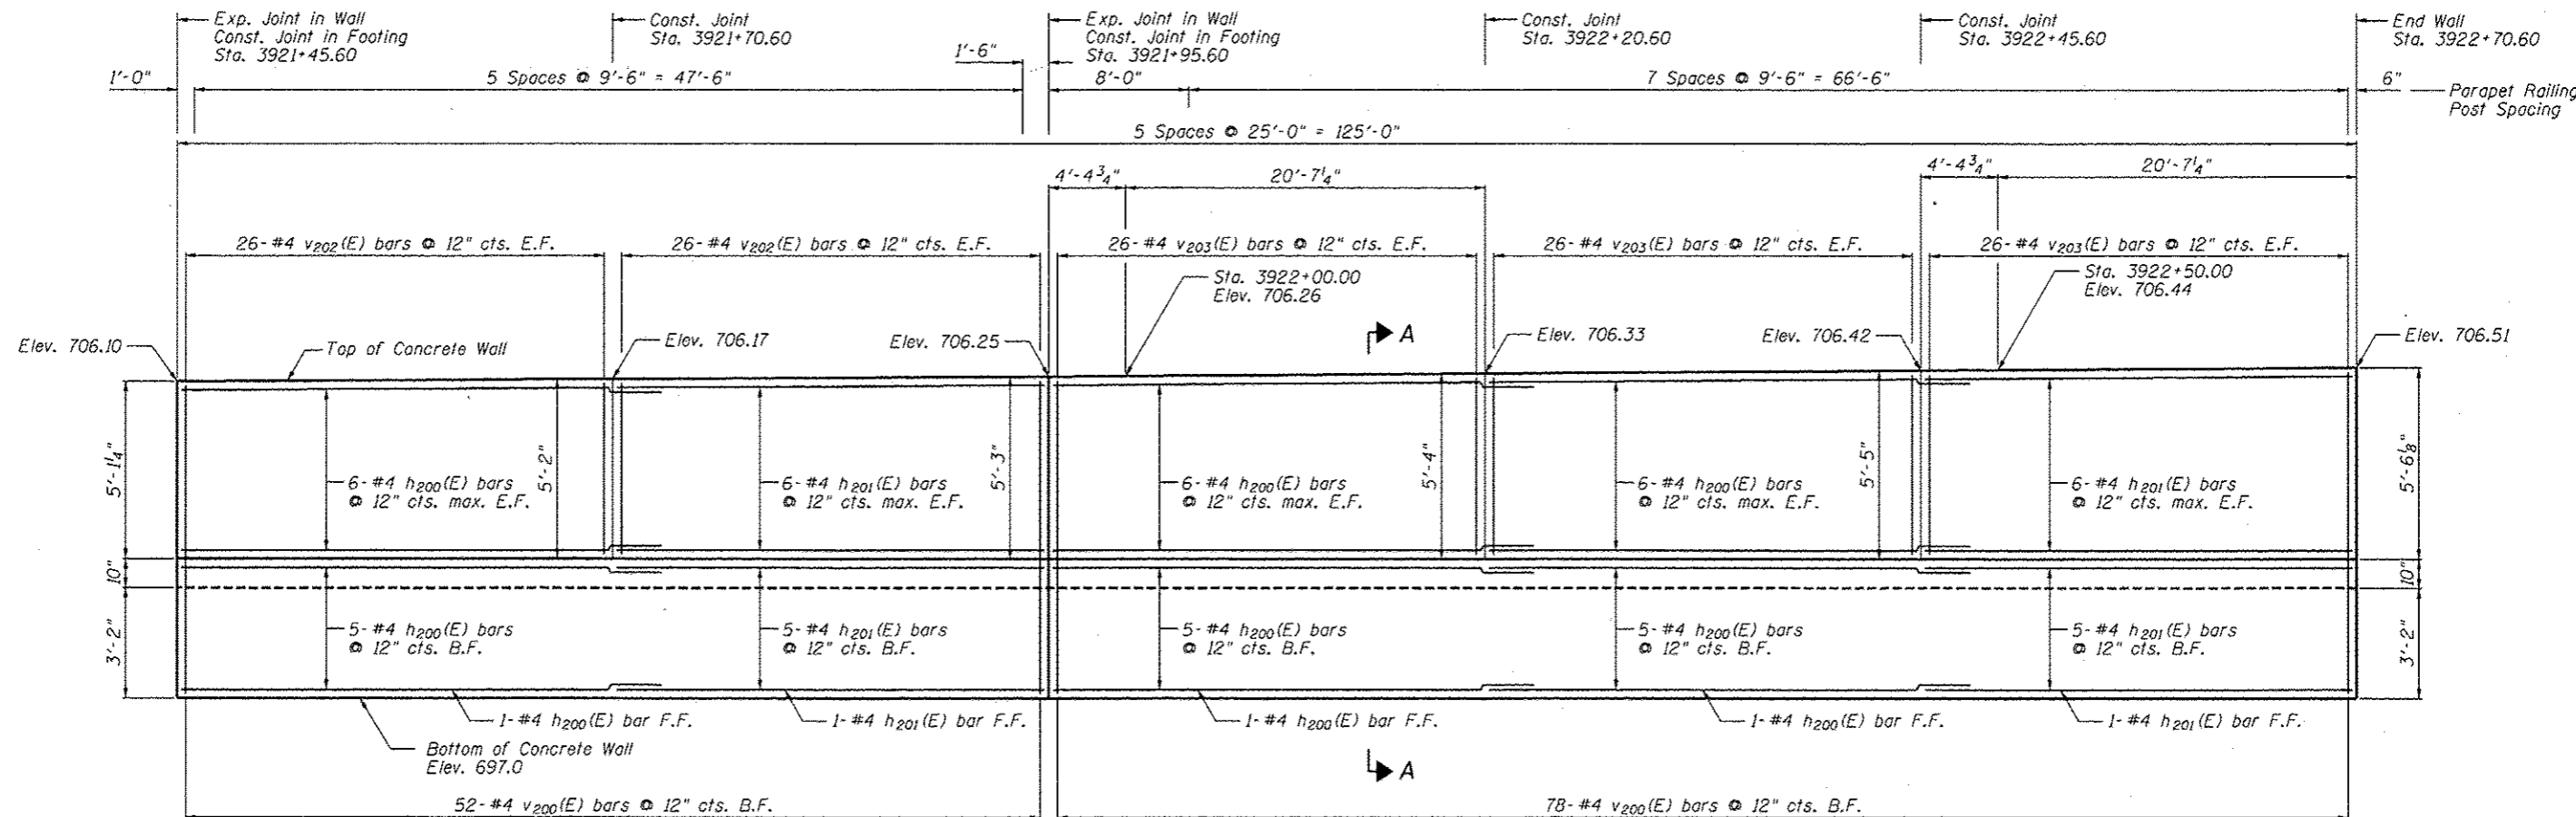 Exp. Joint in Wall
Const. Joint in Footing
Sta. 3921+45.60
Const. Joint
Sta. 3921+70.60
Exp. Joint in Wall
Const. Joint in Footing
Sta. 3921+95.60
Const. Joint
Sta. 3922+20.60
Const. Joint
Sta. 3922+45.60
End Wall
Sta. 3922+70.60
1'-0"
5 Spaces @ 9'-6" = 47'-6"
1'-6"
8'-0"
7 Spaces @ 9'-6" = 66'-6"
6"
Parapet Railing
Post Spacing
5 Spaces @ 25'-0" = 125'-0"
4'-4 3/4"
20'-7 1/4"
4'-4 3/4"
20'-7 1/4"
26-#4 v202(E) bars @ 12" cts. E.F.
26-#4 v202(E) bars @ 12" cts. E.F.
26-#4 v203(E) bars @ 12" cts. E.F.
26-#4 v203(E) bars @ 12" cts. E.F.
26-#4 v203(E) bars @ 12" cts. E.F.
Sta. 3922+00.00
Elev. 706.26
Sta. 3922+50.00
Elev. 706.44
Elev. 706.10
Top of Concrete Wall
Elev. 706.17
Elev. 706.25
A
Elev. 706.33
Elev. 706.42
Elev. 706.51
5'-1 1/4"
6-#4 h200(E) bars
@ 12" cts. max. E.F.
5'-2"
6-#4 h201(E) bars
@ 12" cts. max. E.F.
5'-3"
6-#4 h200(E) bars
@ 12" cts. max. E.F.
5'-4"
6-#4 h200(E) bars
@ 12" cts. max. E.F.
5'-5"
6-#4 h201(E) bars
@ 12" cts. max. E.F.
5'-6 1/8"
10"
10"
3'-2"
5-#4 h200(E) bars
@ 12" cts. B.F.
5-#4 h201(E) bars
@ 12" cts. B.F.
5-#4 h200(E) bars
@ 12" cts. B.F.
5-#4 h200(E) bars
@ 12" cts. B.F.
5-#4 h201(E) bars
@ 12" cts. B.F.
3'-2"
1-#4 h200(E) bar F.F.
1-#4 h201(E) bar F.F.
1-#4 h200(E) bar F.F.
1-#4 h200(E) bar F.F.
1-#4 h201(E) bar F.F.
Bottom of Concrete Wall
Elev. 697.0
A
52-#4 v200(E) bars @ 12" cts. B.F.
78-#4 v200(E) bars @ 12" cts. B.F.